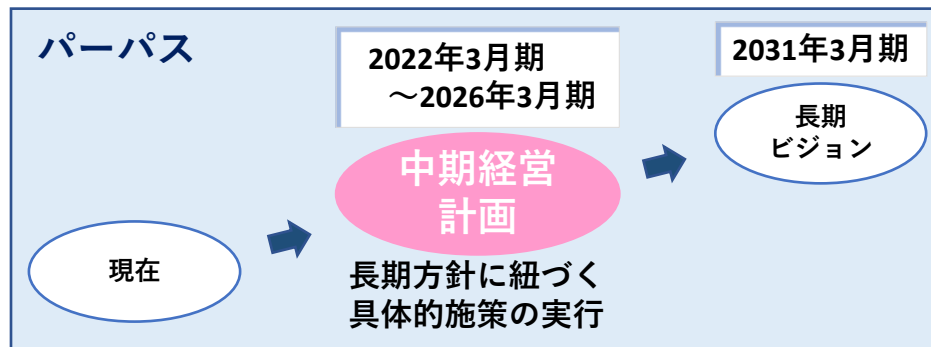 パーパス
2022年3月期
～2026年3月期
2031年3月期
長期
ビジョン
中期経営
計画
現在
長期方針に紐づく
具体的施策の実行